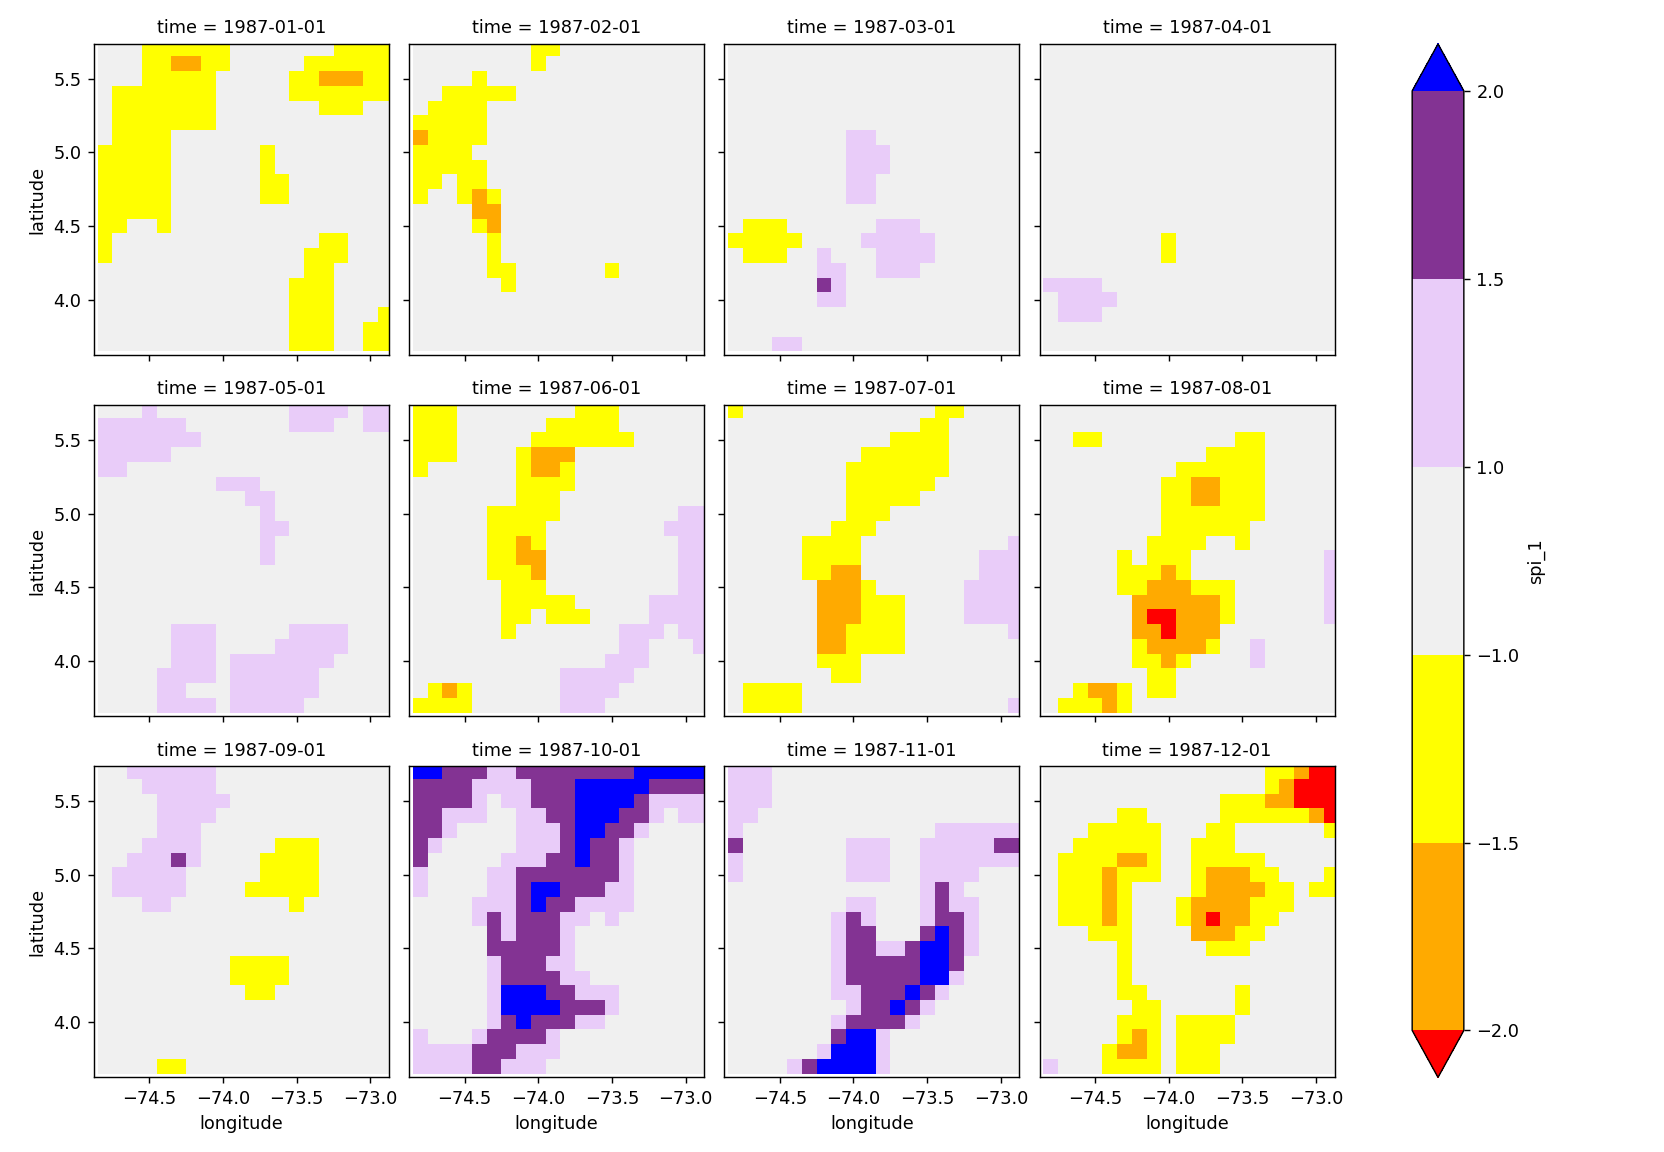 time = 1987-01-01 time = 1987-02-01 time = 1987-03-01 time = 1987-04-01
latitude
5.5
5.0
4.5
4.0
time = 1987-05-01 time = 1987-06-01 time = 1987-07-01 time = 1987-08-01
latitude
5.5
5.0
4.5
4.0
time = 1987-09-01 time = 1987-10-01 time = 1987-11-01 time = 1987-12-01
latitude
5.5
5.0
4.5
4.0
−74.5 −74.0 −73.5 −73.0 −74.5 −74.0 −73.5 −73.0 −74.5 −74.0 −73.5 −73.0 −74.5 −74.0 −73.5 −73.0
longitude longitude longitude longitude
2.0
1.5
1.0
−1.0
−1.5
−2.0
spi_1